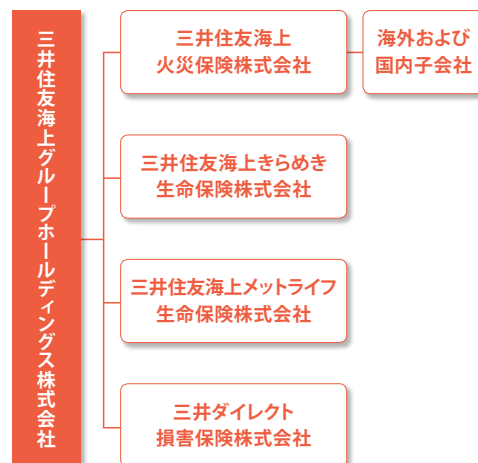 三井住友海上グループホールディングス株式会社
三井住友海上
火災保険株式会社
海外および
国内子会社
三井住友海上きらめき
生命保険株式会社
三井住友海上メットライフ
生命保険株式会社
三井ダイレクト
損害保険株式会社